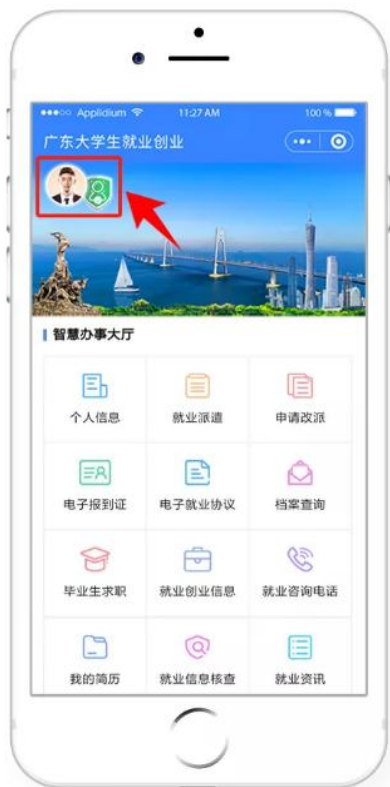 ●●●○○ Applidium 11:27 AM 100 %
广东大学生就业创业
智慧办事大厅
个人信息 就业派遣 申请改派
电子报到证 电子就业协议 档案查询
毕业生求职 就业创业信息 就业咨询电话
我的简历 就业信息核查 就业资讯